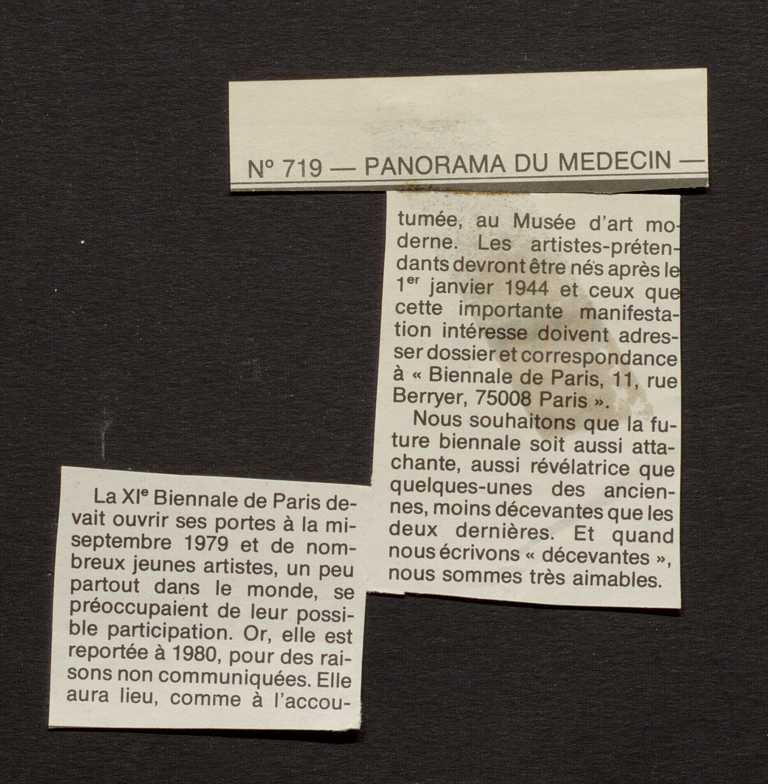 Nº 719 — PANORAMA DU MEDECIN —
La XIe Biennale de Paris de-
vait ouvrir ses portes à la mi-
septembre 1979 et de nom-
breux jeunes artistes, un peu
partout dans le monde, se
préoccupaient de leur possi-
ble participation. Or, elle est
reportée à 1980, pour des rai-
sons non communiquées. Elle
aura lieu, comme à l'accou-
tumée, au Musée d'art mo-
derne. Les artistes-préten-
dants devront être nés après le
1er janvier 1944 et ceux que
cette importante manifesta-
tion intéresse doivent adres-
ser dossier et correspondance
à « Biennale de Paris, 11, rue
Berryer, 75008 Paris ».
Nous souhaitons que la fu-
ture biennale soit aussi atta-
chante, aussi révélatrice que
quelques-unes des ancien-
nes, moins décevantes que les
deux dernières. Et quand
nous écrivons « décevantes »,
nous sommes très aimables.